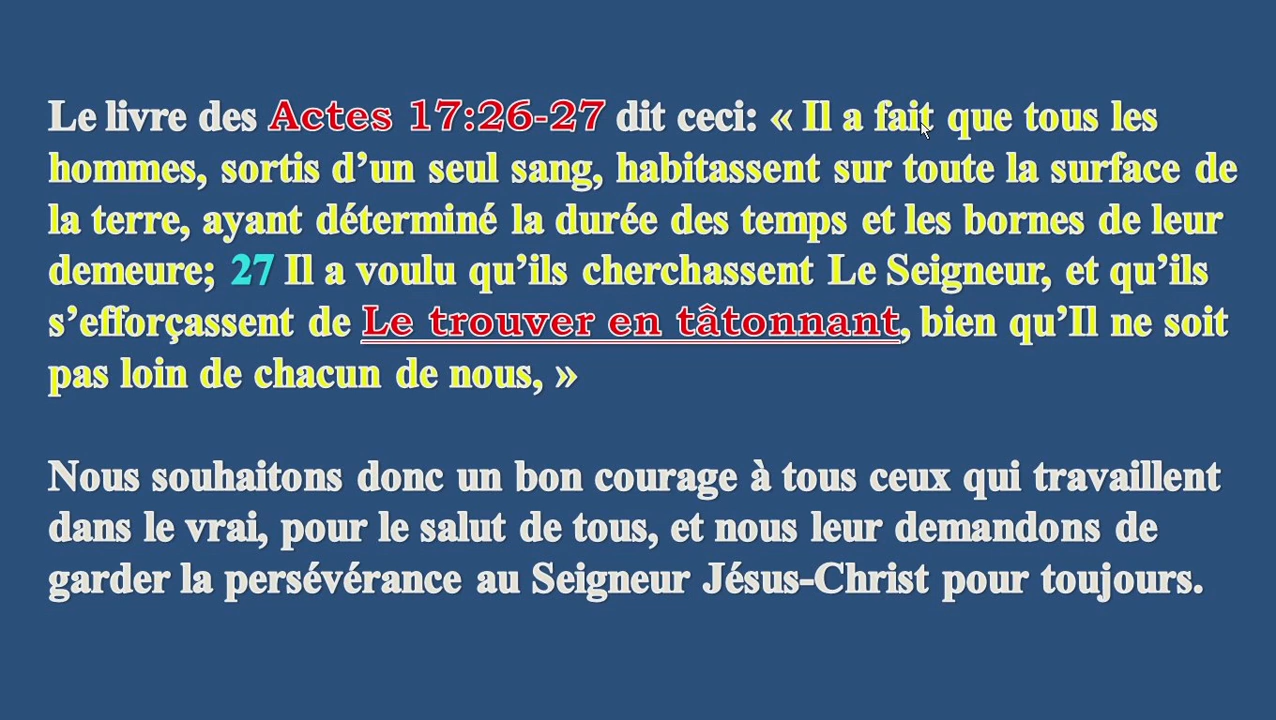 Le livre des Actes 17:26-27 dit ceci: « Il a fait que tous les
hommes, sortis d’un seul sang, habitassent sur toute la surface de
la terre, ayant déterminé la durée des temps et les bornes de leur
demeure; 27 Il a voulu qu’ils cherchassent Le Seigneur, et qu’ils
s’efforçassent de Le trouver en tâtonnant, bien qu’Il ne soit
pas loin de chacun de nous, »
Nous souhaitons donc un bon courage à tous ceux qui travaillent
dans le vrai, pour le salut de tous, et nous leur demandons de
garder la persévérance au Seigneur Jésus-Christ pour toujours.